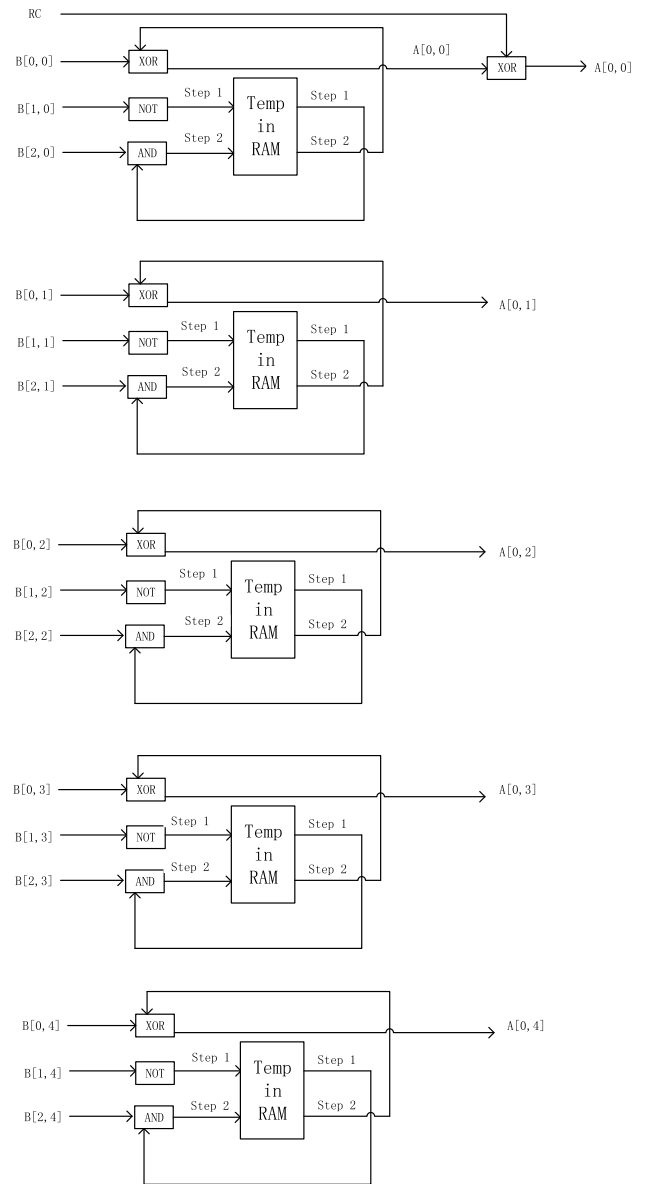 RC
B[0,0] XOR A[0,0] XOR A[0,0]
B[1,0] NOT Step 1 Temp in RAM Step 1
B[2,0] AND Step 2 Step 2
B[0,1] XOR A[0,1]
B[1,1] NOT Step 1 Temp in RAM Step 1
B[2,1] AND Step 2 Step 2
B[0,2] XOR A[0,2]
B[1,2] NOT Step 1 Temp in RAM Step 1
B[2,2] AND Step 2 Step 2
B[0,3] XOR A[0,3]
B[1,3] NOT Step 1 Temp in RAM Step 1
B[2,3] AND Step 2 Step 2
B[0,4] XOR A[0,4]
B[1,4] NOT Step 1 Temp in RAM Step 1
B[2,4] AND Step 2 Step 2